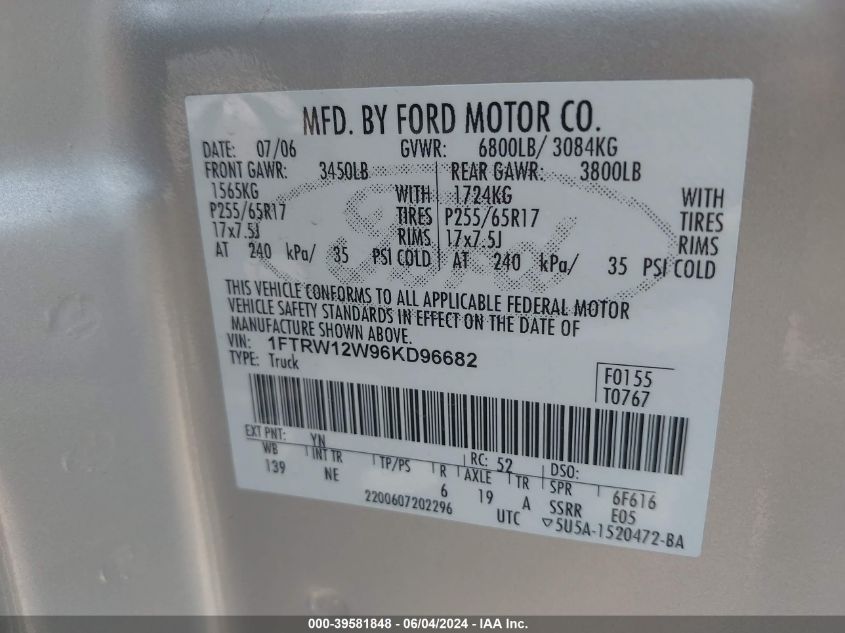 MFD. BY FORD MOTOR CO.
DATE: 07/06 GVWR: 6800LB/ 3084KG
FRONT GAWR: 3450LB REAR GAWR: 3800LB
1565KG WITH 1724KG WITH
P255/65R17 TIRES P255/65R17 TIRES
17x7.5J RIMS 17x7.5J RIMS
AT 240 kPa/ 35 PSI COLD AT 240 kPa/ 35 PSI COLD
Ford
THIS VEHICLE CONFORMS TO ALL APPLICABLE FEDERAL MOTOR
VEHICLE SAFETY STANDARDS IN EFFECT ON THE DATE OF
MANUFACTURE SHOWN ABOVE.
VIN: 1FTRW12W96KD96682
TYPE: Truck
F0155
T0767
EXT PNT: YN RC: 52 DSO:
WB INT TR TP/PS R AXLE TR SPR 6F616
139 NE 6 19 A SSRR E05
2200607202296 UTC ▽5U5A-1520472-BA
000-39581848 - 06/04/2024 - IAA Inc.